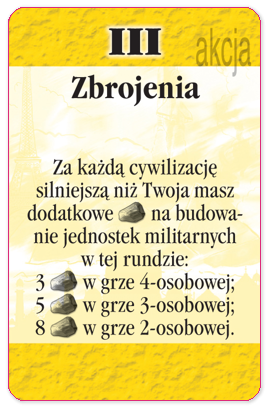 III
akcja
Zbrojenia
Za każdą cywilizację
silniejszą niż Twoja masz
dodatkowe na budowa-
nie jednostek militarnych
w tej rundzie:
3 w grze 4-osobowej;
5 w grze 3-osobowej;
8 w grze 2-osobowej.